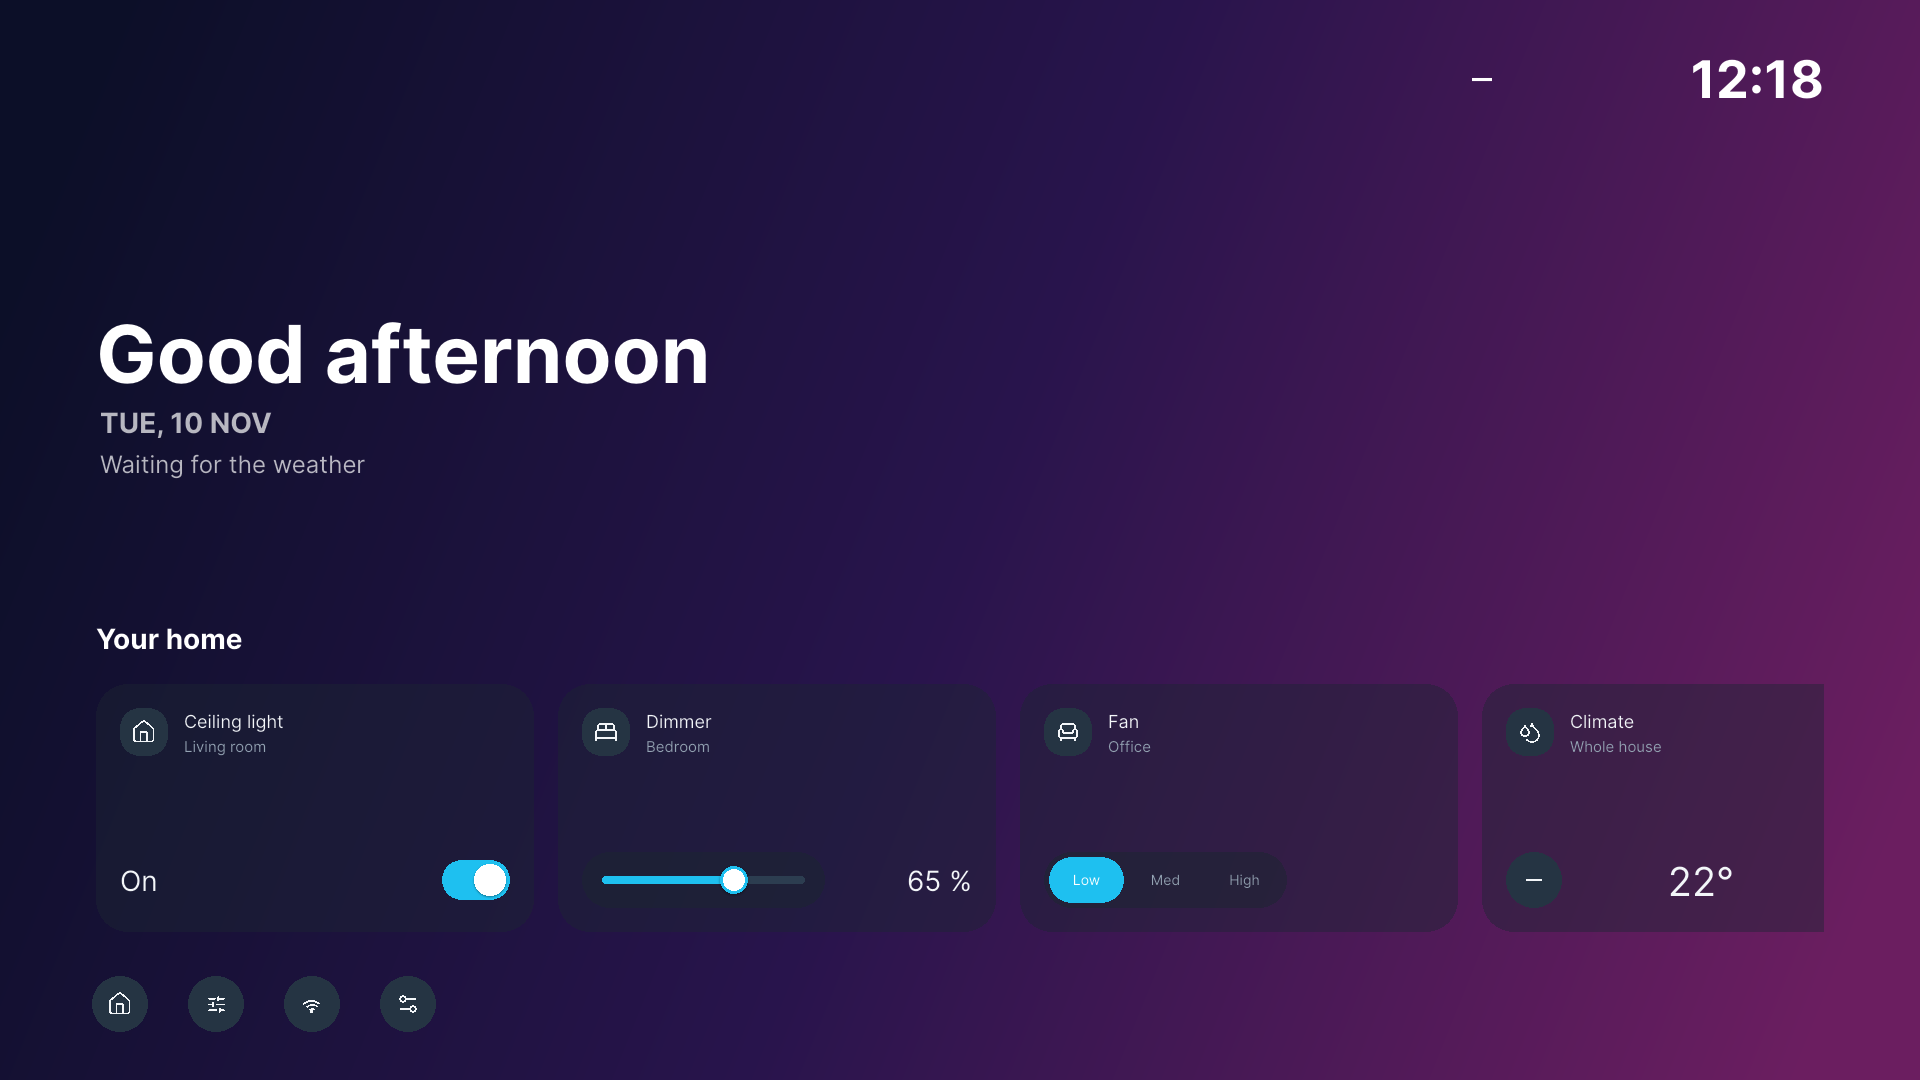 12:18
Good afternoon
TUE, 10 NOV
Waiting for the weather
Your home
Ceiling light
Living room
On
Dimmer
Bedroom
65 %
Fan
Office
Low
Med
High
Climate
Whole house
22°